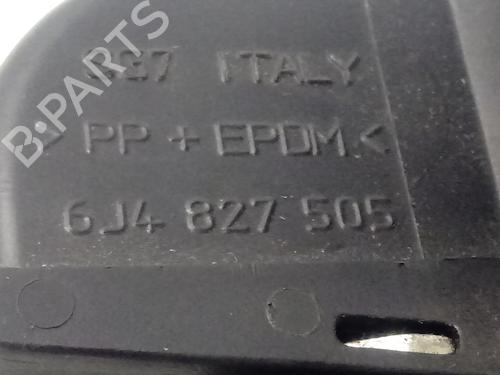 ITALY
> PP + EPDM <
6J4 827 505
B-PARTS